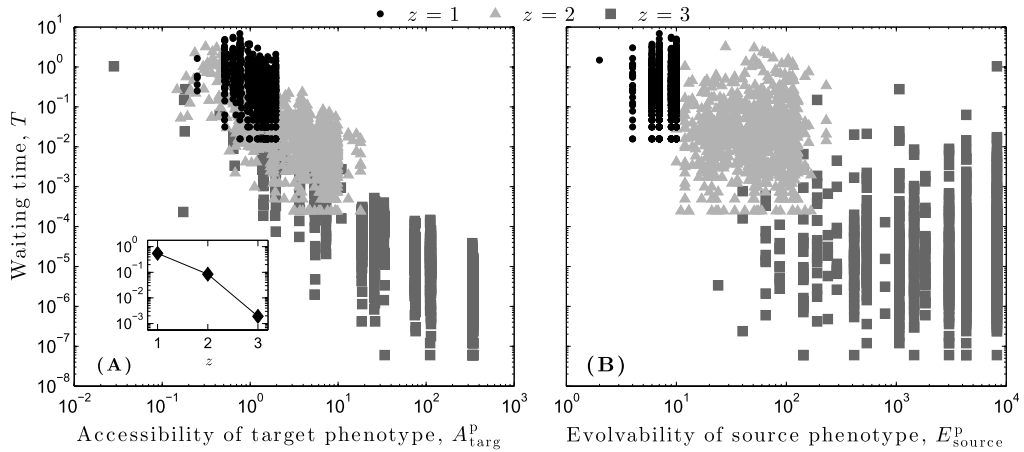 z = 1 z = 2 z = 3
Waiting time, T
10^1
10^0
10^-1
10^-2
10^-3
10^-4
10^-5
10^-6
10^-7
10^-8
10^0
10^-1
10^-2
10^-3
1 2 3
z
(A)
10^-2 10^-1 10^0 10^1 10^2 10^3
Accessibility of target phenotype, A^p_targ
(B)
10^0 10^1 10^2 10^3 10^4
Evolvability of source phenotype, E^p_source